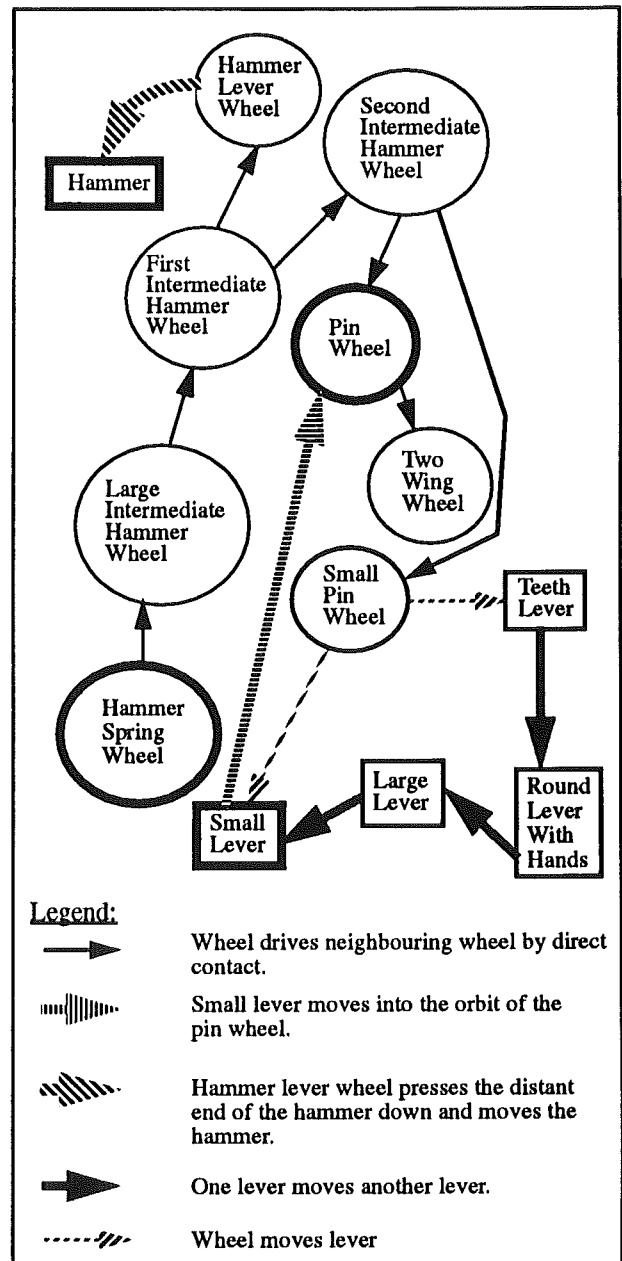 Hammer
Lever
Wheel
Second
Intermediate
Hammer
Wheel
Hammer
First
Intermediate
Hammer
Wheel
Pin
Wheel
Large
Intermediate
Hammer
Wheel
Two
Wing
Wheel
Small
Pin
Wheel
Teeth
Lever
Hammer
Spring
Wheel
Large
Lever
Round
Lever
With
Hands
Small
Lever
Legend:
Wheel drives neighbouring wheel by direct
contact.
Small lever moves into the orbit of the
pin wheel.
Hammer lever wheel presses the distant
end of the hammer down and moves the
hammer.
One lever moves another lever.
Wheel moves lever